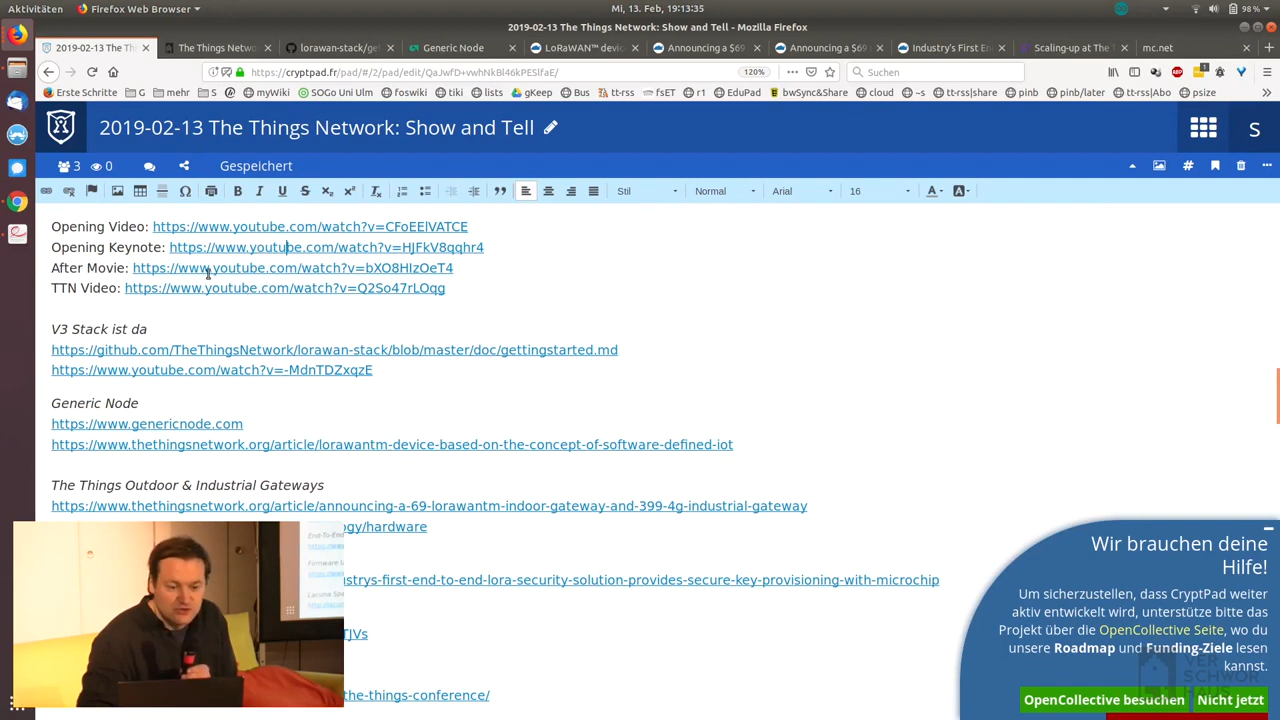 Aktivitäten
Firefox Web Browser
Mi, 13. Feb, 19:13:35
98 %
2019-02-13 The Things Network: Show and Tell - Mozilla Firefox
2019-02-13 The Th
The Things Netwo
lorawan-stack/ge
Generic Node
LoRaWAN™ devic
Announcing a $69
Announcing a $69
Industry's First En
Scaling-up at The
mc.net
https://cryptpad.fr/pad/#/2/pad/edit/QaJwfD+vwhNkBl46kPESlfaE/
120%
Suchen
Erste Schritte
G
mehr
S
myWiki
SOGo Uni Ulm
foswiki
tiki
lists
gKeep
Bus
tt-rss
fsET
r1
EduPad
bwSync&Share
cloud
~s
tt-rss|share
pinb
pinb/later
tt-rss|Abo
psize
2019-02-13 The Things Network: Show and Tell
S
3
0
Gespeichert
Stil
Normal
Arial
16
Opening Video: https://www.youtube.com/watch?v=CFoEElVATCE
Opening Keynote: https://www.youtube.com/watch?v=HJFkV8qqhr4
After Movie: https://www.youtube.com/watch?v=bXO8HIzOeT4
TTN Video: https://www.youtube.com/watch?v=Q2So47rLOqg
V3 Stack ist da
https://github.com/TheThingsNetwork/lorawan-stack/blob/master/doc/gettingstarted.md
https://www.youtube.com/watch?v=-MdnTDZxqzE
Generic Node
https://www.genericnode.com
https://www.thethingsnetwork.org/article/lorawantm-device-based-on-the-concept-of-software-defined-iot
The Things Outdoor & Industrial Gateways
https://www.thethingsnetwork.org/article/announcing-a-69-lorawantm-indoor-gateway-and-399-4g-industrial-gateway
ogy/hardware
strys-first-end-to-end-lora-security-solution-provides-secure-key-provisioning-with-microchip
TJVs
the-things-conference/
End-To-End
Firmware
Lacuna Spa
Wir brauchen deine
Hilfe!
Um sicherzustellen, dass CryptPad weiter
aktiv entwickelt wird, unterstütze bitte das
Projekt über die OpenCollective Seite, wo du
unsere Roadmap und Funding-Ziele lesen
kannst.
VER
SCHWOR
HAUS
OpenCollective besuchen
Nicht jetzt